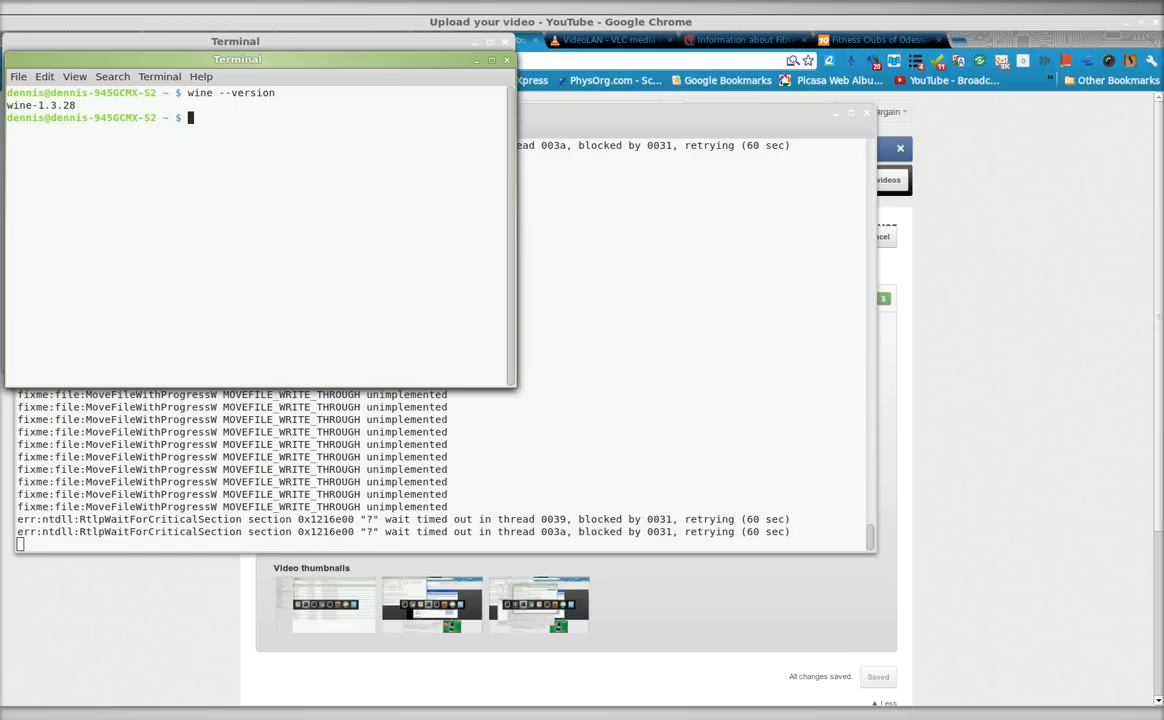 Upload your video - YouTube - Google Chrome
Terminal
VideoLAN - VLC media
Information about Fitn
Fitness Clubs of Odess
Terminal
File Edit View Search Terminal Help
Xpress
PhysOrg.com - Sc...
Google Bookmarks
Picasa Web Albu...
YouTube - Broadc...
Other Bookmarks
dennis@dennis-945GCMX-S2 ~ $ wine --version
wine-1.3.28
dennis@dennis-945GCMX-S2 ~ $
argain
ead 003a, blocked by 0031, retrying (60 sec)
videos
cel
5
fixme:file:MoveFileWithProgressW MOVEFILE_WRITE_THROUGH unimplemented
fixme:file:MoveFileWithProgressW MOVEFILE_WRITE_THROUGH unimplemented
fixme:file:MoveFileWithProgressW MOVEFILE_WRITE_THROUGH unimplemented
fixme:file:MoveFileWithProgressW MOVEFILE_WRITE_THROUGH unimplemented
fixme:file:MoveFileWithProgressW MOVEFILE_WRITE_THROUGH unimplemented
fixme:file:MoveFileWithProgressW MOVEFILE_WRITE_THROUGH unimplemented
fixme:file:MoveFileWithProgressW MOVEFILE_WRITE_THROUGH unimplemented
fixme:file:MoveFileWithProgressW MOVEFILE_WRITE_THROUGH unimplemented
fixme:file:MoveFileWithProgressW MOVEFILE_WRITE_THROUGH unimplemented
fixme:file:MoveFileWithProgressW MOVEFILE_WRITE_THROUGH unimplemented
err:ntdll:RtlpWaitForCriticalSection section 0x1216e00 "?" wait timed out in thread 0039, blocked by 0031, retrying (60 sec)
err:ntdll:RtlpWaitForCriticalSection section 0x1216e00 "?" wait timed out in thread 003a, blocked by 0031, retrying (60 sec)
Video thumbnails
All changes saved.
Saved
Less